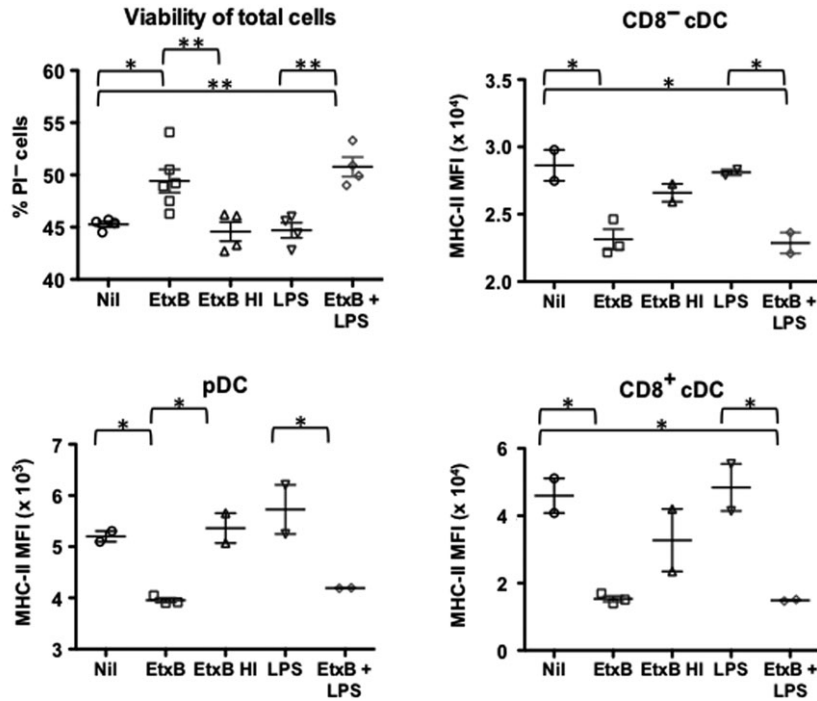 Viability of total cells
* ** ** **
% PI⁻ cells
60
55
50
45
40
Nil EtxB EtxB HI LPS EtxB + LPS
CD8⁻ cDC
* * *
MHC-II MFI (x 10⁴)
3.5
3.0
2.5
2.0
Nil EtxB EtxB HI LPS EtxB + LPS
pDC
* * *
MHC-II MFI (x 10³)
7
6
5
4
3
Nil EtxB EtxB HI LPS EtxB + LPS
CD8⁺ cDC
* * *
MHC-II MFI (x 10⁴)
6
4
2
0
Nil EtxB EtxB HI LPS EtxB + LPS